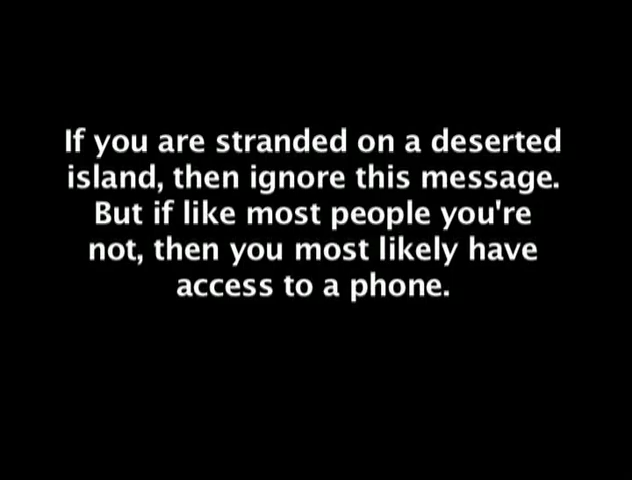 If you are stranded on a deserted
island, then ignore this message.
But if like most people you're
not, then you most likely have
access to a phone.